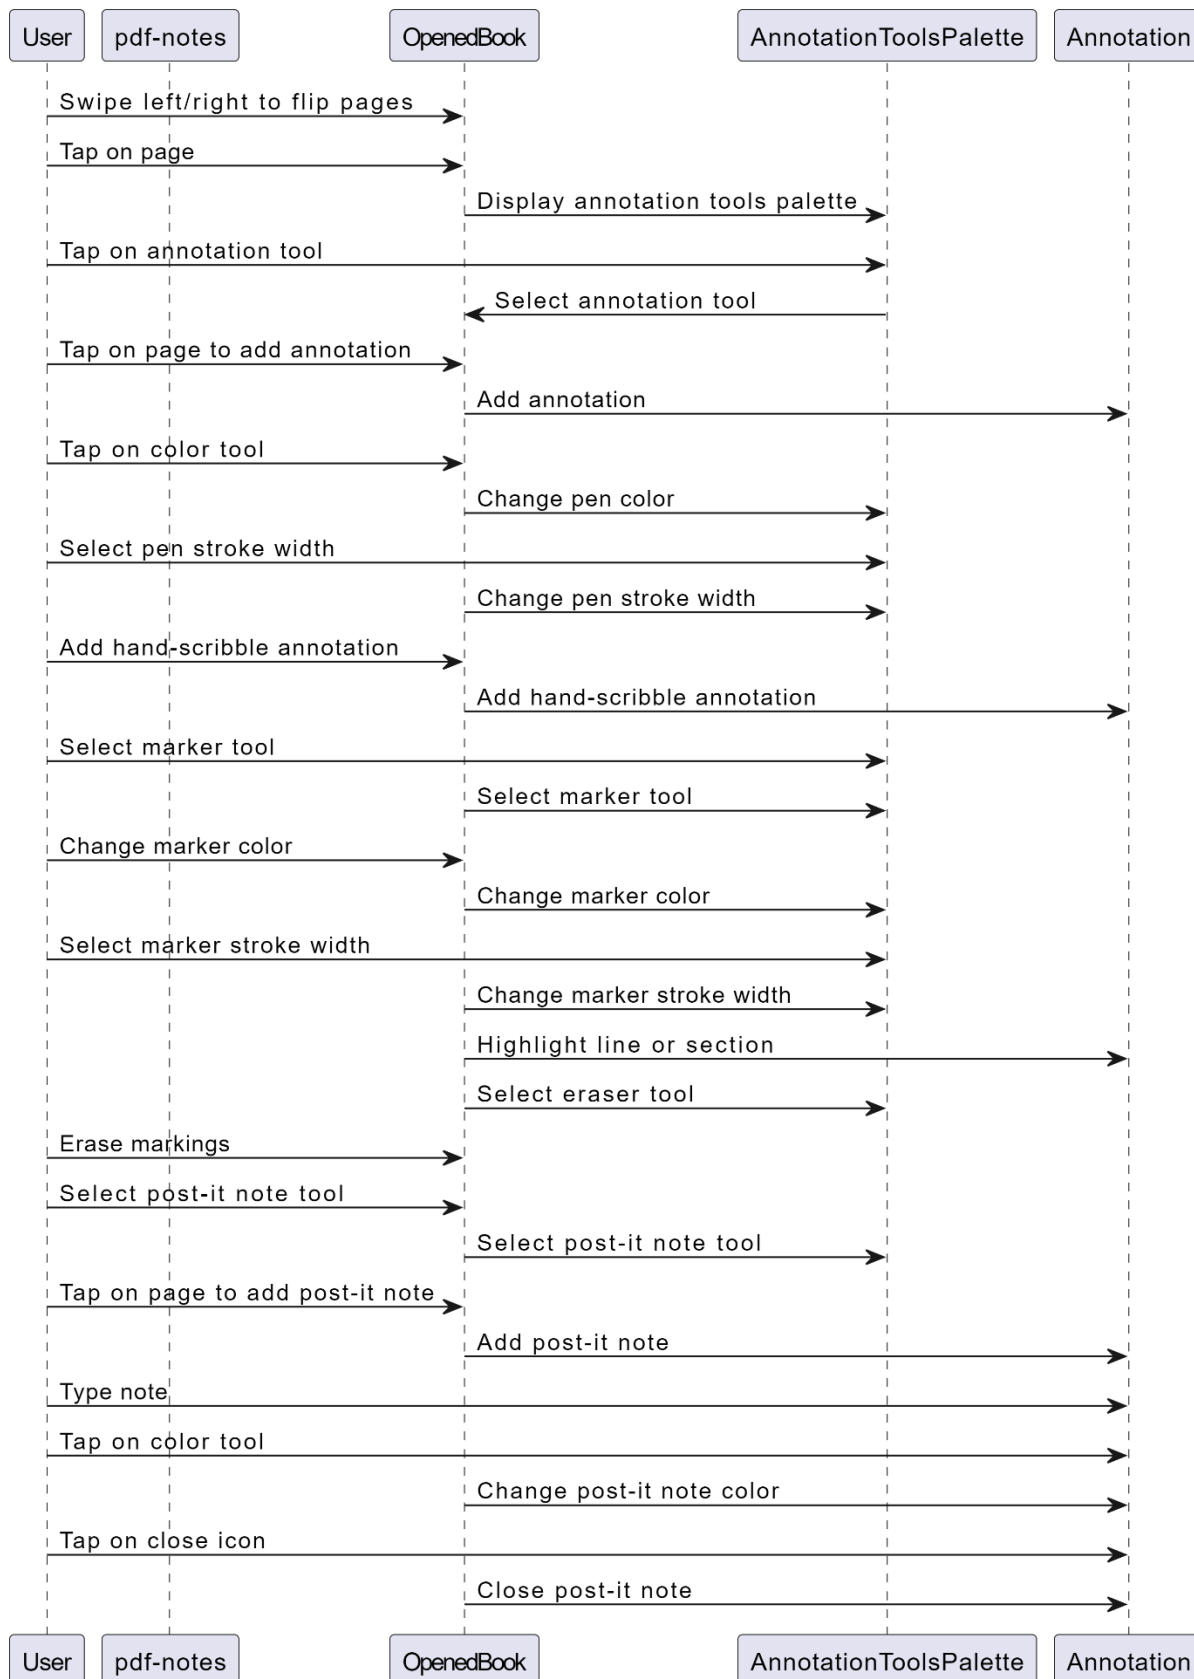 User pdf-notes OpenedBook AnnotationToolsPalette Annotation
Swipe left/right to flip pages
Tap on page
Display annotation tools palette
Tap on annotation tool
Select annotation tool
Tap on page to add annotation
Add annotation
Tap on color tool
Change pen color
Select pen stroke width
Change pen stroke width
Add hand-scribble annotation
Add hand-scribble annotation
Select marker tool
Select marker tool
Change marker color
Change marker color
Select marker stroke width
Change marker stroke width
Highlight line or section
Select eraser tool
Erase markings
Select post-it note tool
Select post-it note tool
Tap on page to add post-it note
Add post-it note
Type note
Tap on color tool
Change post-it note color
Tap on close icon
Close post-it note
User pdf-notes OpenedBook AnnotationToolsPalette Annotation